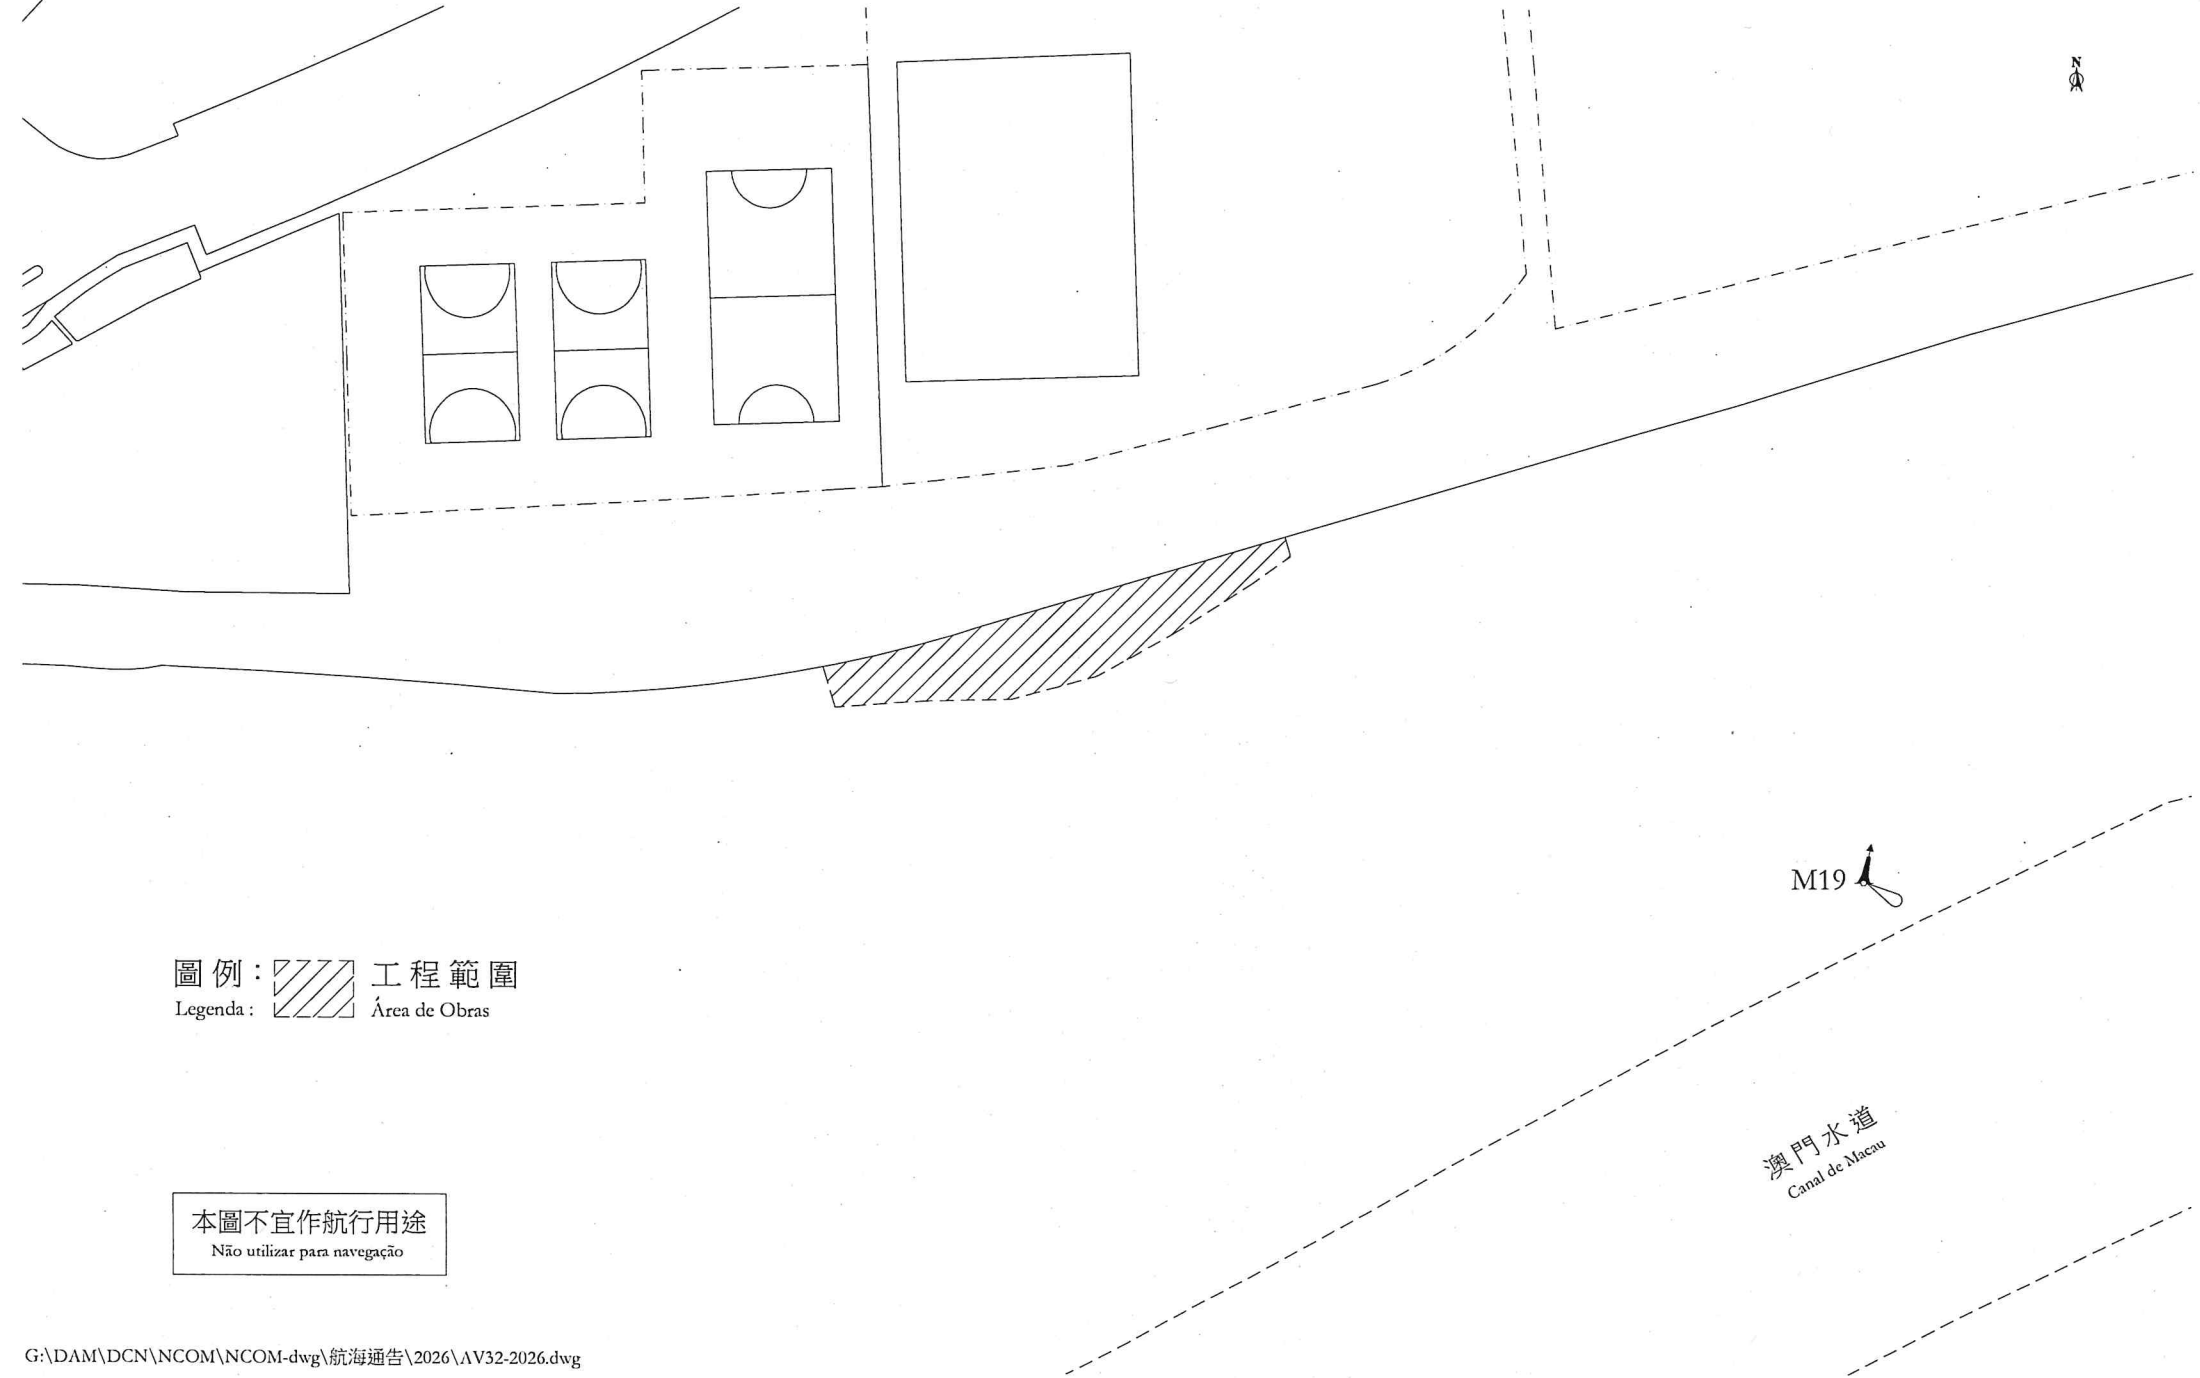 N
M19
圖例：
Legenda :
工程範圍
Área de Obras
澳門水道
Canal de Macau
本圖不宜作航行用途
Não utilizar para navegação
G:\DAM\DCN\NCOM\NCOM-dwg\航海通告\2026\AV32-2026.dwg